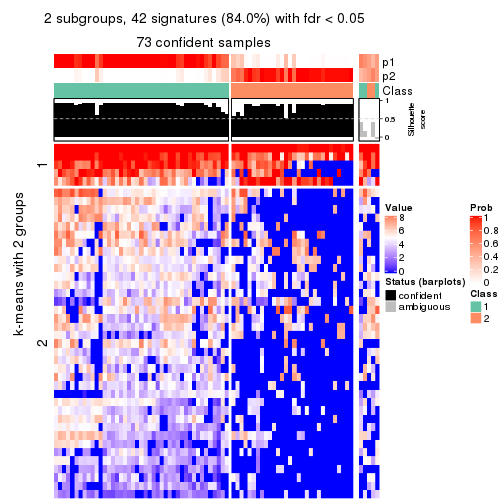 2 subgroups, 42 signatures (84.0%) with fdr < 0.05
73 confident samples
p1
p2
Class
1
0.5
0
Silhouette
score
k-means with 2 groups
1
2
Value
8
6
4
2
0
Status (barplots)
confident
ambiguous
Prob
1
0.8
0.6
0.4
0.2
0
Class
1
2